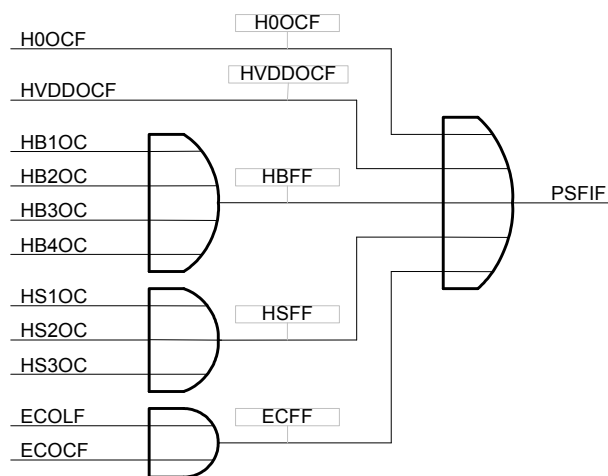 H0OCF
H0OCF
HVDDOCF
HVDDOCF
HB1OC
HB2OC
HBFF
PSFIF
HB3OC
HB4OC
HS1OC
HSFF
HS2OC
HS3OC
ECOLF
ECFF
ECOCF